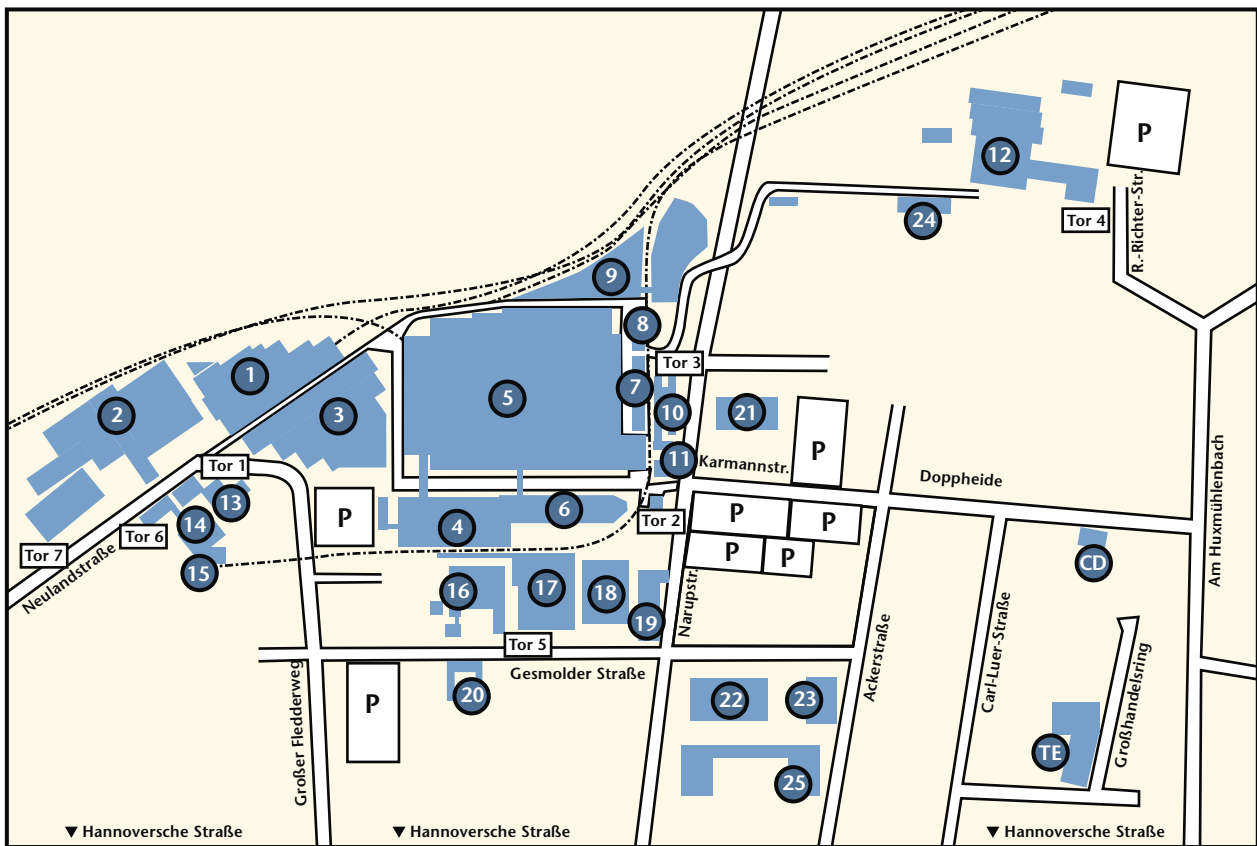 P
12
24
Tor 4
R.-Richter-Str.
9
8
Tor 3
1
2
3
5
7
10
21
11
P
Karmannstr.
Doppheide
Am Huxmühlenbach
Tor 1
13
14
15
Tor 6
Tor 7
Neulandstraße
P
4
6
Tor 2
P
P
P
P
CD
16
17
18
19
Narupstr.
Tor 5
Gesmolder Straße
Ackerstraße
Carl-Luer-Straße
Großhandelsring
Großer Fledderweg
P
20
22
23
25
TE
▼ Hannoversche Straße
▼ Hannoversche Straße
▼ Hannoversche Straße